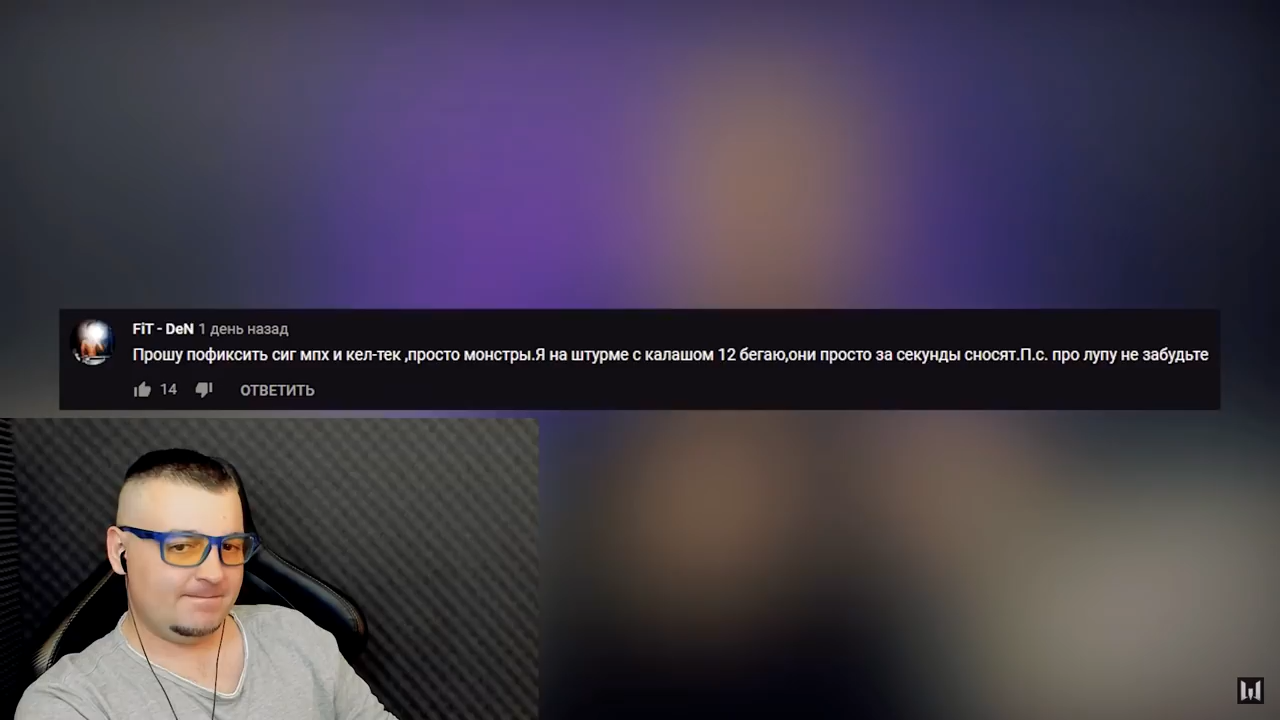 FiT - DeN 1 день назад
Прошу пофиксить сиг мпх и кел-тек ,просто монстры.Я на штурме с калашом 12 бегаю,они просто за секунды сносят.П.с. про лупу не забудьте
14 ОТВЕТИТЬ